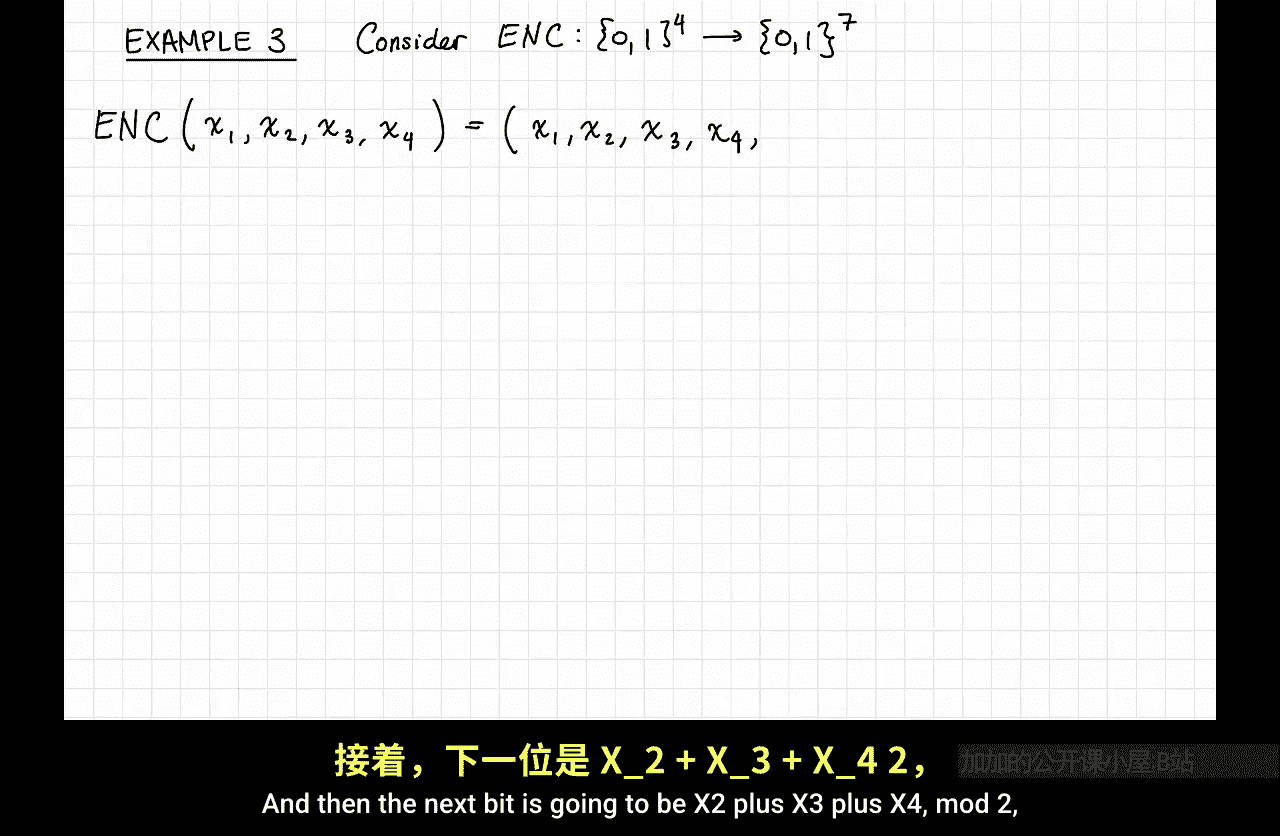 EXAMPLE 3 Consider ENC : {0,1}⁴ → {0,1}⁷
ENC ( x₁, x₂, x₃, x₄ ) = ( x₁, x₂, x₃, x₄,
接着，下一位是 X_2 + X_3 + X_4 2，
加加的公开课小屋 B站
And then the next bit is going to be X2 plus X3 plus X4, mod 2,